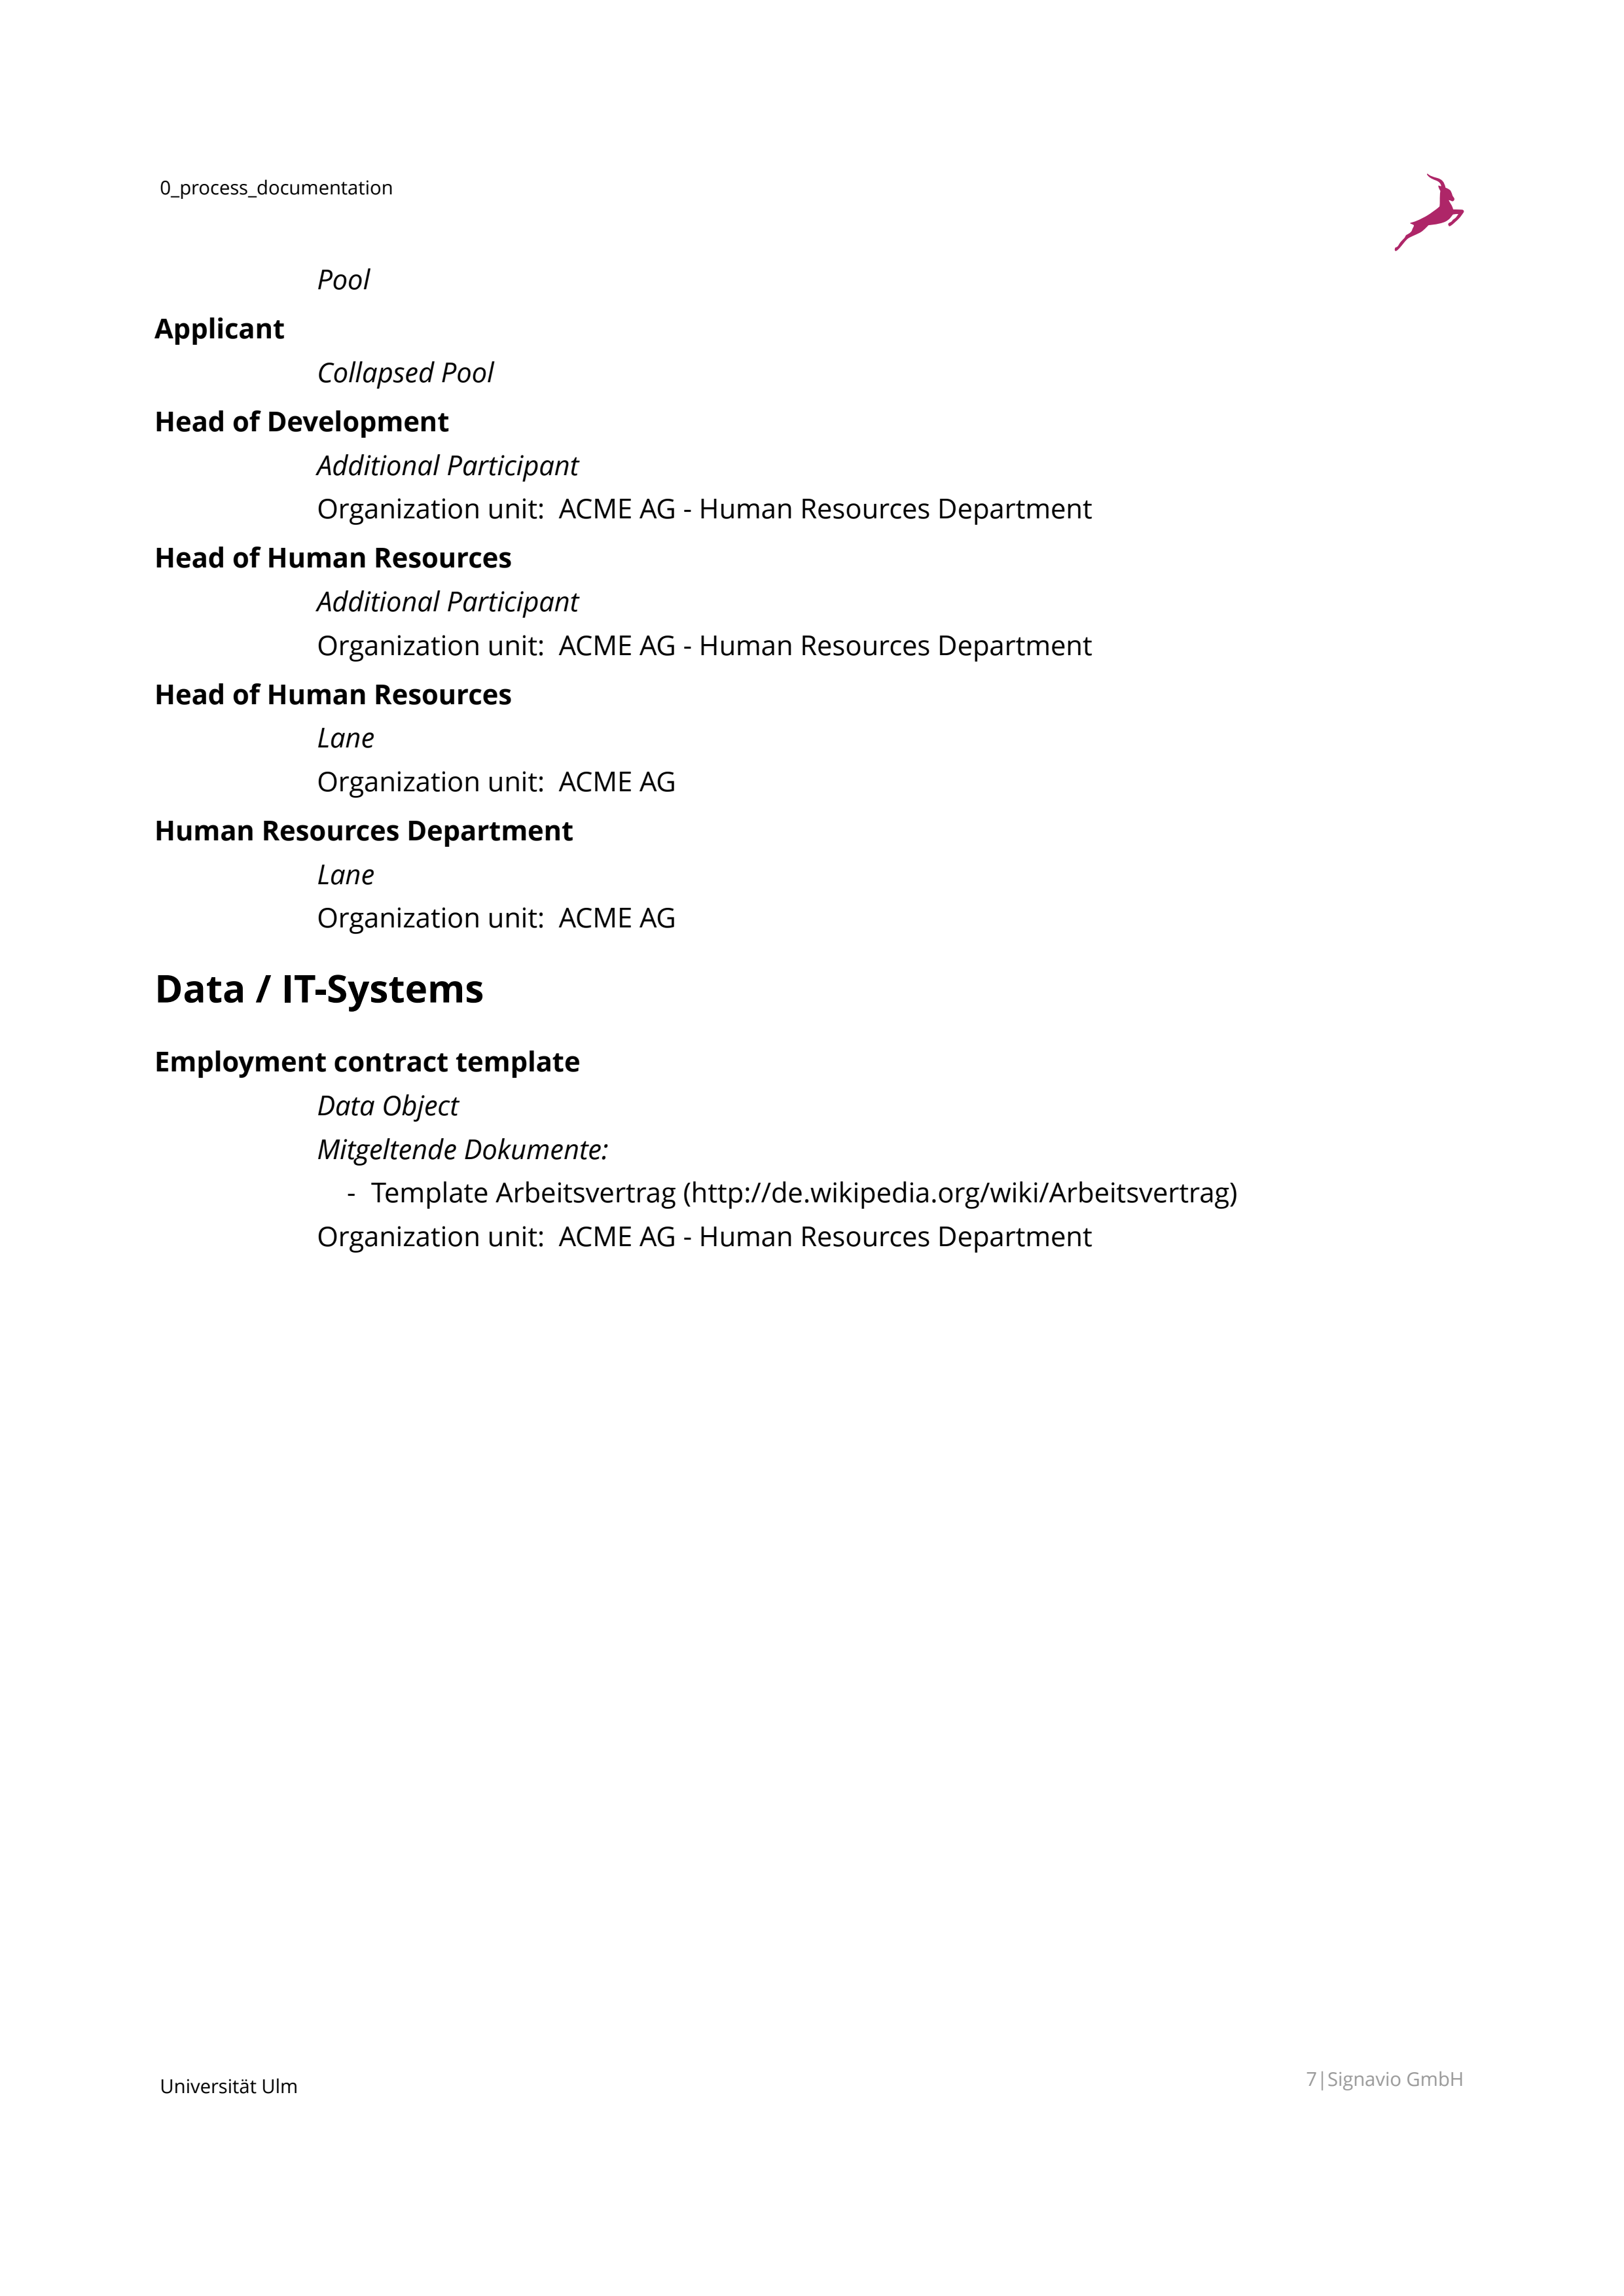 0_process_documentation
Pool
Applicant
Collapsed Pool
Head of Development
Additional Participant
Organization unit:  ACME AG - Human Resources Department
Head of Human Resources
Additional Participant
Organization unit:  ACME AG - Human Resources Department
Head of Human Resources
Lane
Organization unit:  ACME AG
Human Resources Department
Lane
Organization unit:  ACME AG
Data / IT-Systems
Employment contract template
Data Object
Mitgeltende Dokumente:
- Template Arbeitsvertrag (http://de.wikipedia.org/wiki/Arbeitsvertrag)
Organization unit:  ACME AG - Human Resources Department
Universität Ulm
7|Signavio GmbH